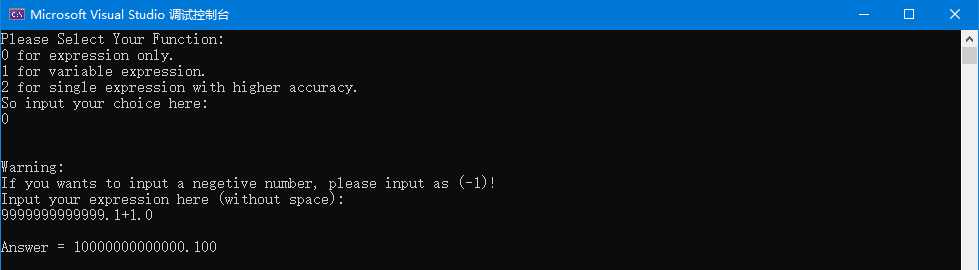 Microsoft Visual Studio 调试控制台
Please Select Your Function:
0 for expression only.
1 for variable expression.
2 for single expression with higher accuracy.
So input your choice here:
0
Warning:
If you wants to input a negetive number, please input as (-1)!
Input your expression here (without space):
9999999999999.1+1.0
Answer = 10000000000000.100